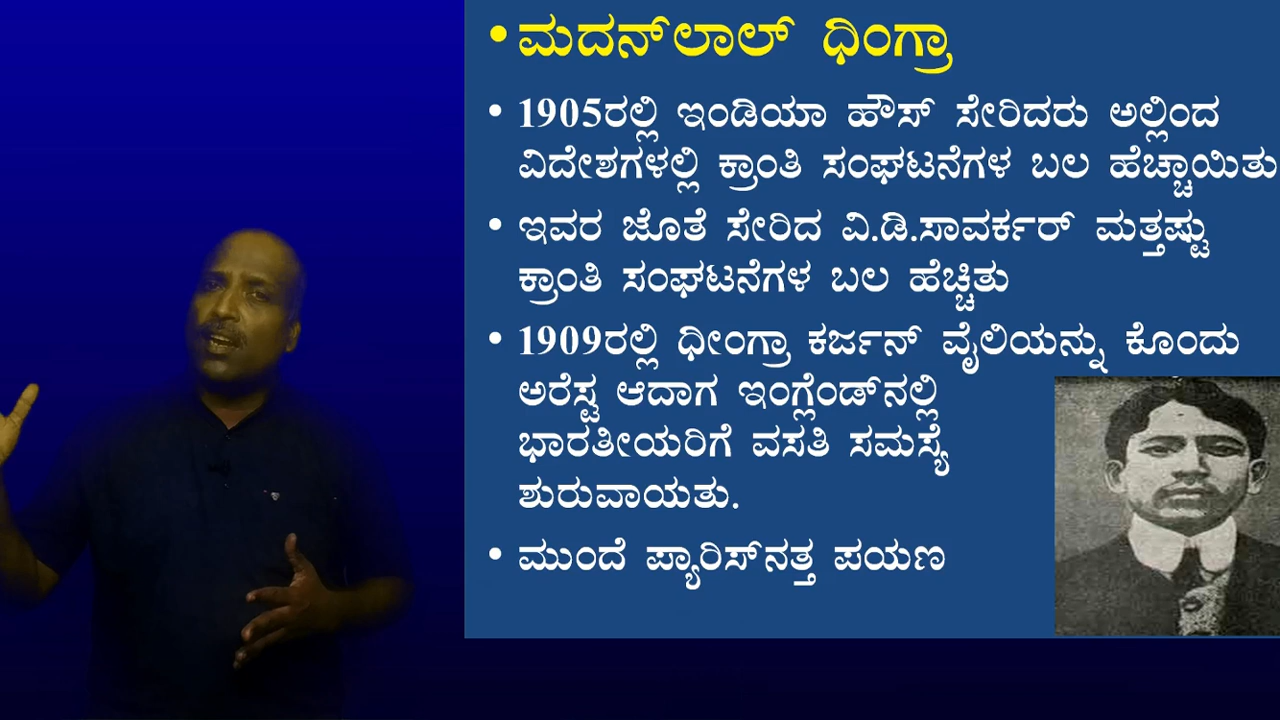 •ಮದನ್‌ಲಾಲ್ ಧಿಂಗ್ರಾ
• 1905ರಲ್ಲಿ ಇಂಡಿಯಾ ಹೌಸ್ ಸೇರಿದರು ಅಲ್ಲಿಂದ
ವಿದೇಶಗಳಲ್ಲಿ ಕ್ರಾಂತಿ ಸಂಘಟನೆಗಳ ಬಲ ಹೆಚ್ಚಾಯಿತು
• ಇವರ ಜೊತೆ ಸೇರಿದ ವಿ.ಡಿ.ಸಾವರ್ಕರ್ ಮತ್ತಷ್ಟು
ಕ್ರಾಂತಿ ಸಂಘಟನೆಗಳ ಬಲ ಹೆಚ್ಚಿತು
• 1909ರಲ್ಲಿ ಧೀಂಗ್ರಾ ಕರ್ಜನ್ ವೈಲಿಯನ್ನು ಕೊಂದು
ಅರೆಸ್ಟ ಆದಾಗ ಇಂಗ್ಲೆಂಡ್‌ನಲ್ಲಿ
ಭಾರತೀಯರಿಗೆ ವಸತಿ ಸಮಸ್ಯೆ
ಶುರುವಾಯತು.
• ಮುಂದೆ ಪ್ಯಾರಿಸ್‌ನತ್ತ ಪಯಣ